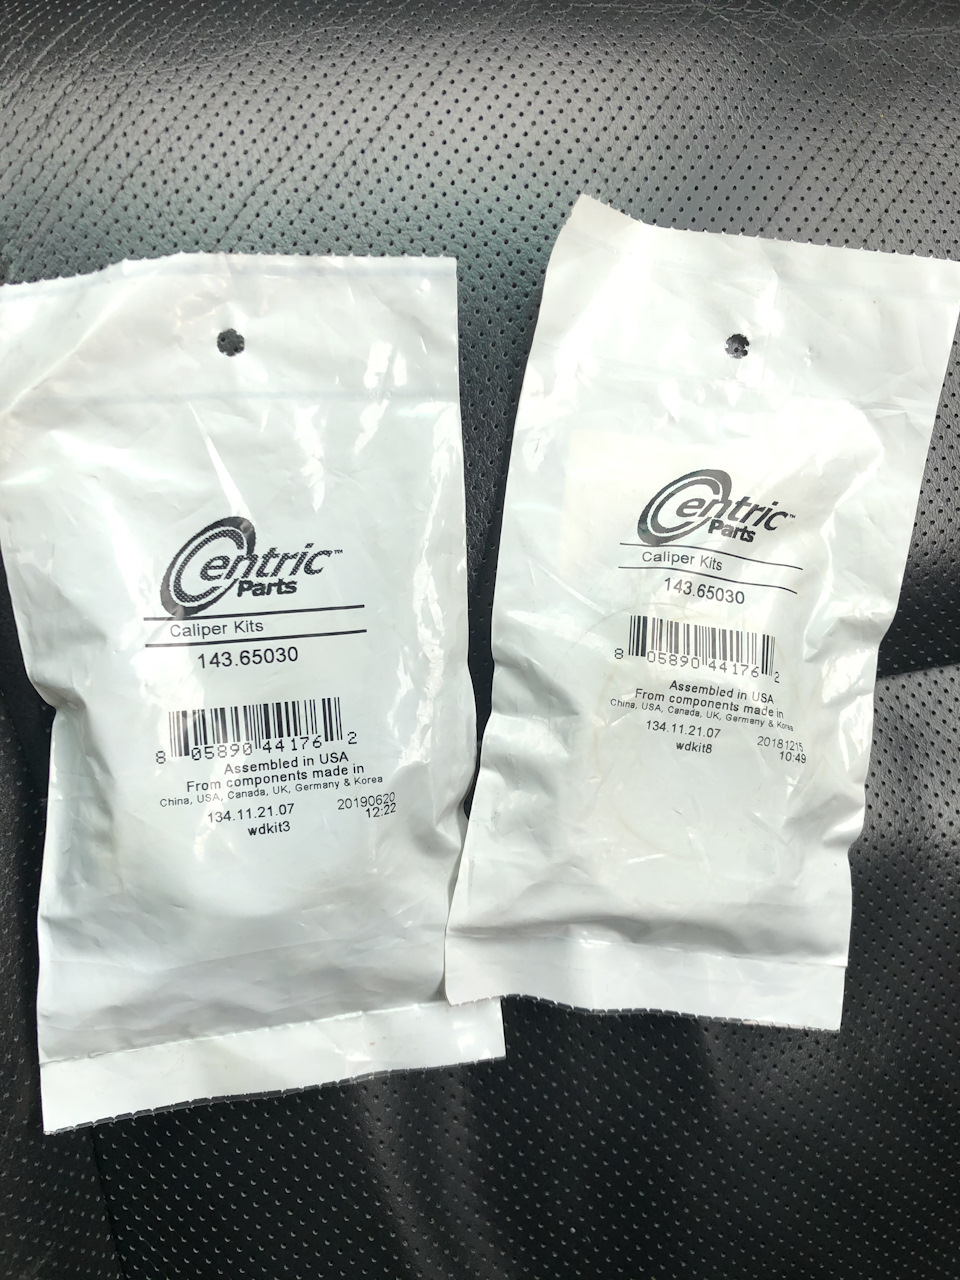 Centric™
Parts
Caliper Kits
143.65030
8 05890 44176 2
Assembled in USA
From components made in
China, USA, Canada, UK, Germany & Korea
134.11.21.07 20190620
wdkit3 12:22
Centric™
Parts
Caliper Kits
143.65030
8 05890 44176 2
Assembled in USA
From components made in
China, USA, Canada, UK, Germany & Korea
134.11.21.07 20181215
wdkit8 10:49